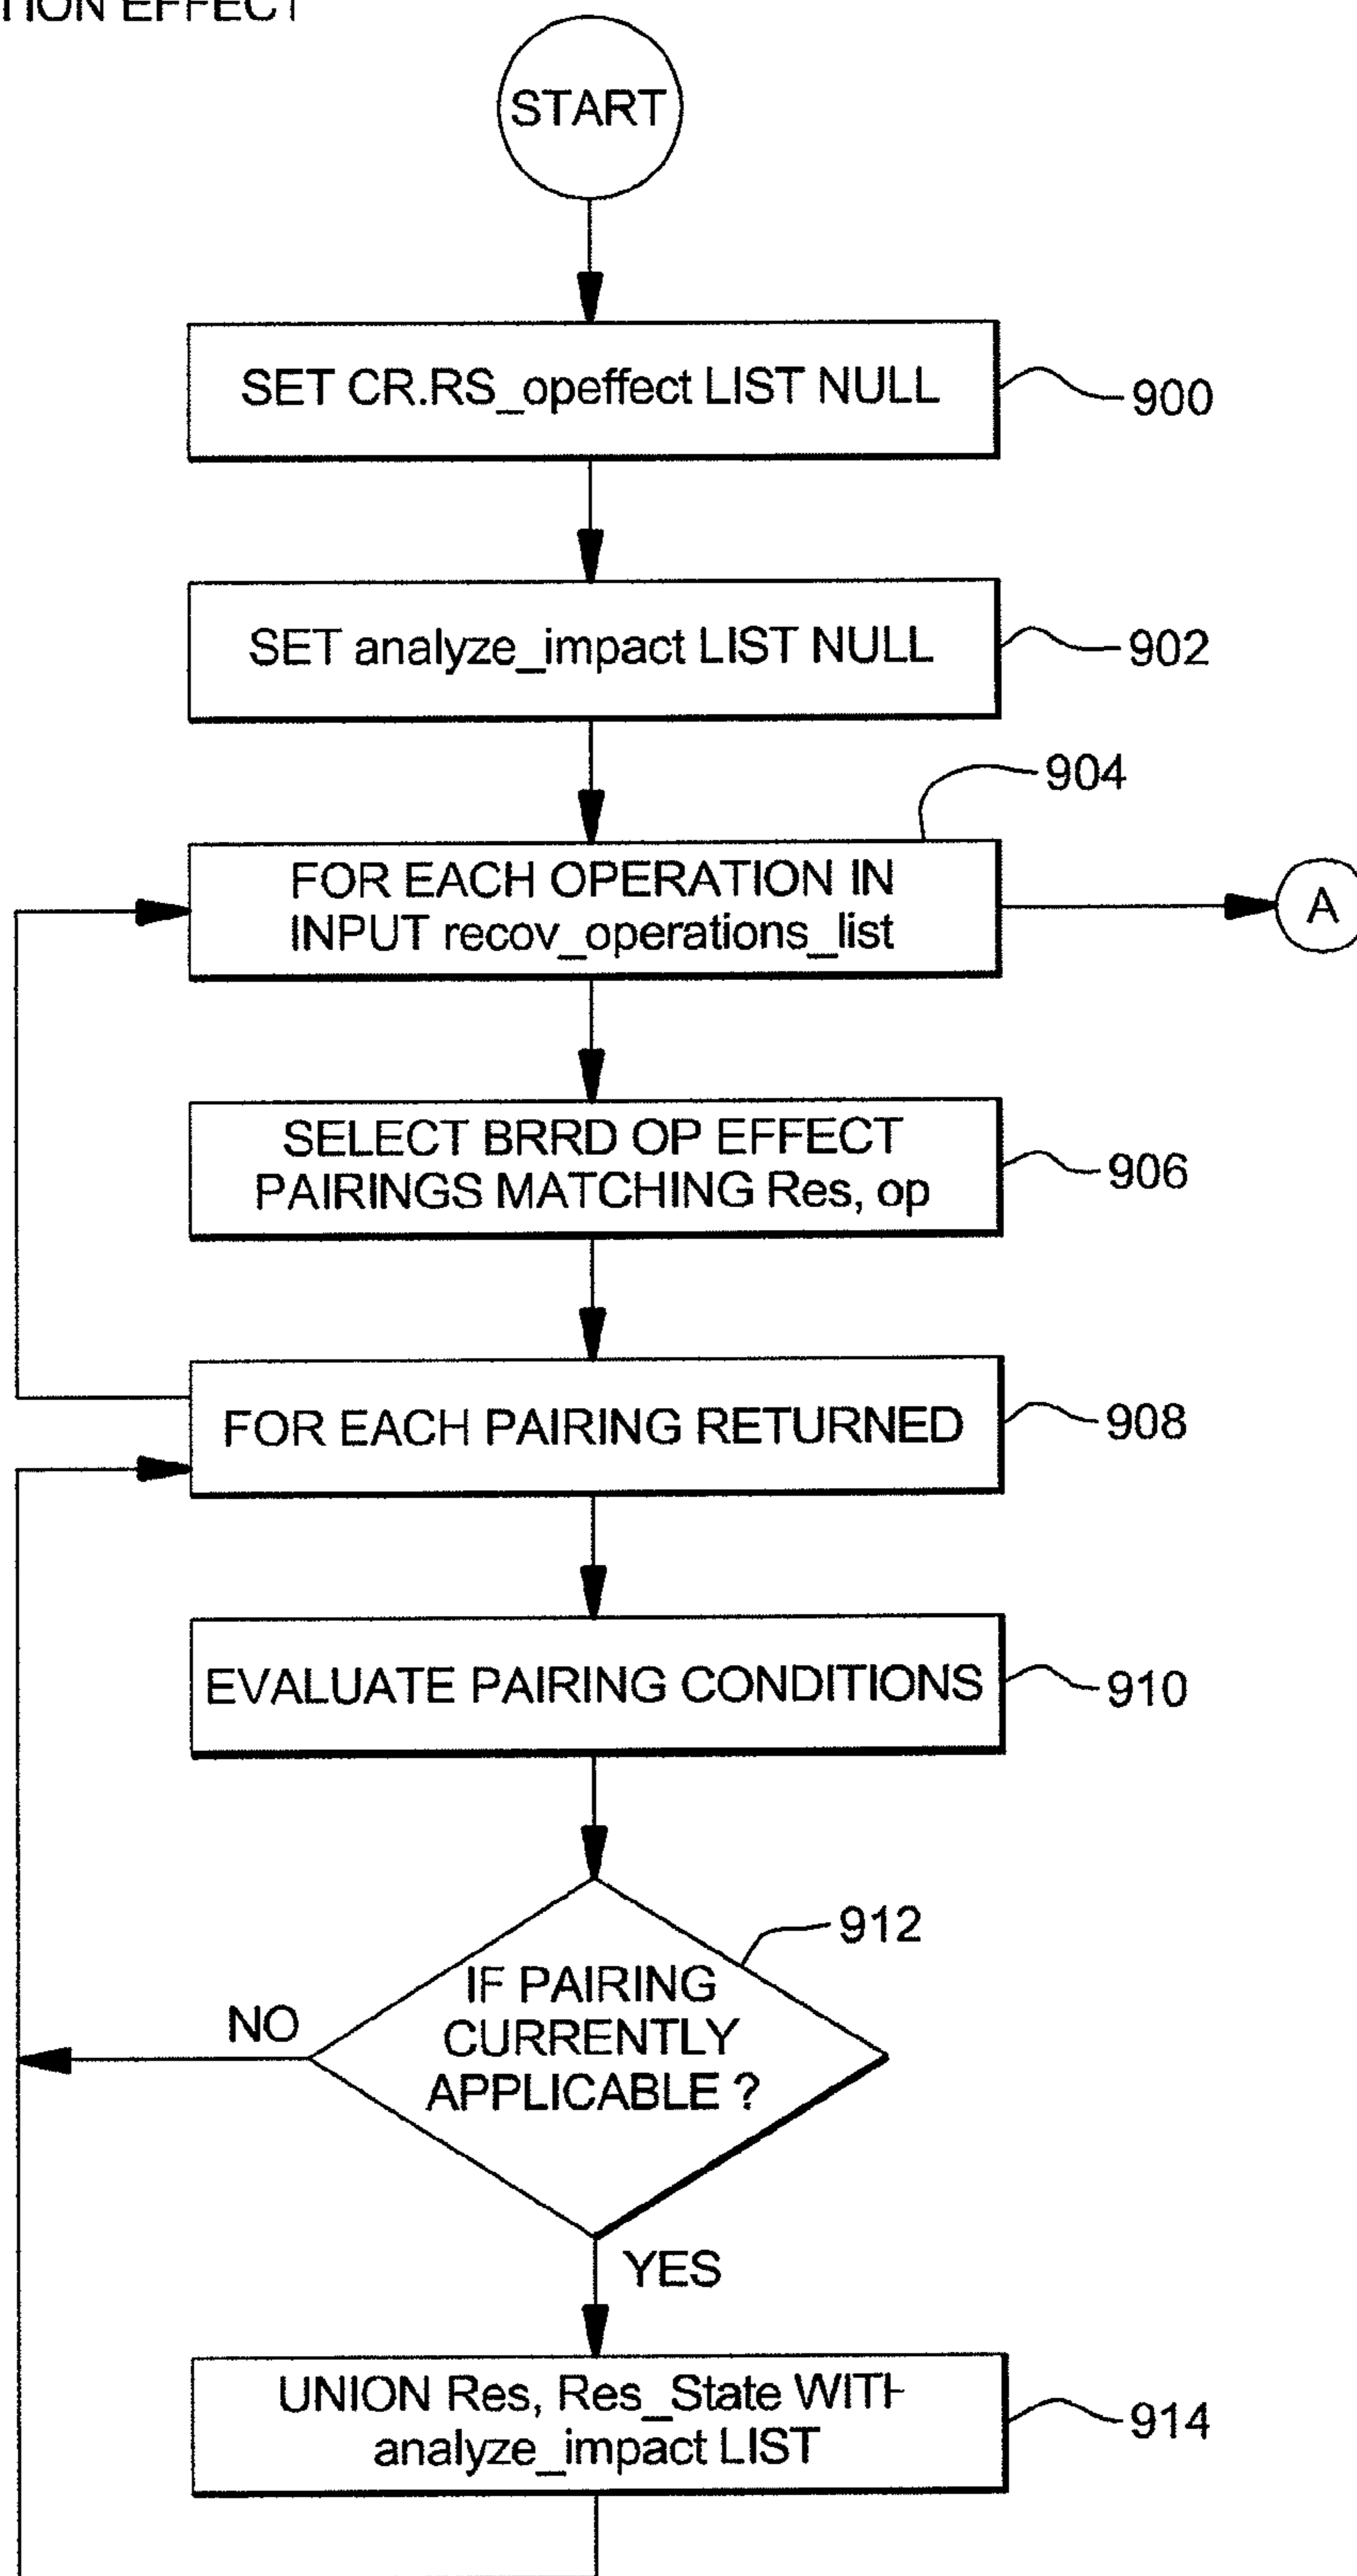 TION EFFECT
START
SET CR.RS_opeffect LIST NULL
900
SET analyze_impact LIST NULL
902
904
FOR EACH OPERATION IN
INPUT recov_operations_list
A
SELECT BRRD OP EFFECT
PAIRINGS MATCHING Res, op
906
FOR EACH PAIRING RETURNED
908
EVALUATE PAIRING CONDITIONS
910
912
IF PAIRING
CURRENTLY
APPLICABLE ?
NO
YES
UNION Res, Res_State WITH
analyze_impact LIST
914